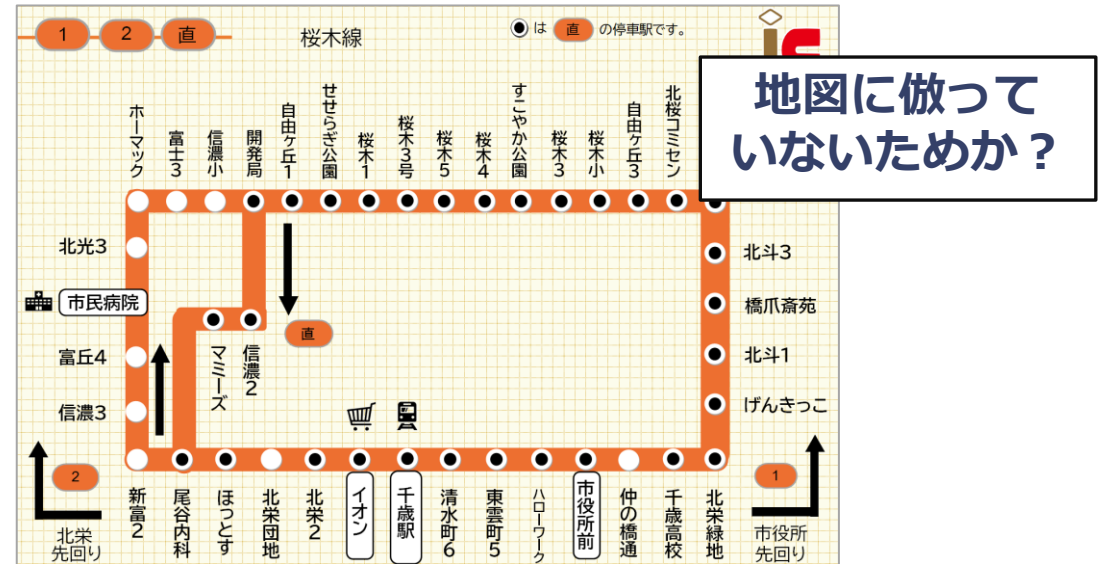 1
2
直
桜木線
は 直 の停車駅です。
地図に倣って
いないためか？
ホーマック
富士3
信濃小
開発局
自由ヶ丘1
せせらぎ公園
桜木1
桜木3号
桜木5
桜木4
すこやか公園
桜木3
桜木小
自由ヶ丘3
北桜コミセン
北光3
市民病院
富丘4
信濃3
マミーズ
信濃2
直
北斗3
橋爪斎苑
北斗1
げんきっこ
2
北栄
先回り
新富2
尾谷内科
ほっとす
北栄団地
北栄2
イオン
千歳駅
清水町6
東雲町5
ハローワーク
市役所前
仲の橋通
千歳高校
北栄緑地
1
市役所
先回り